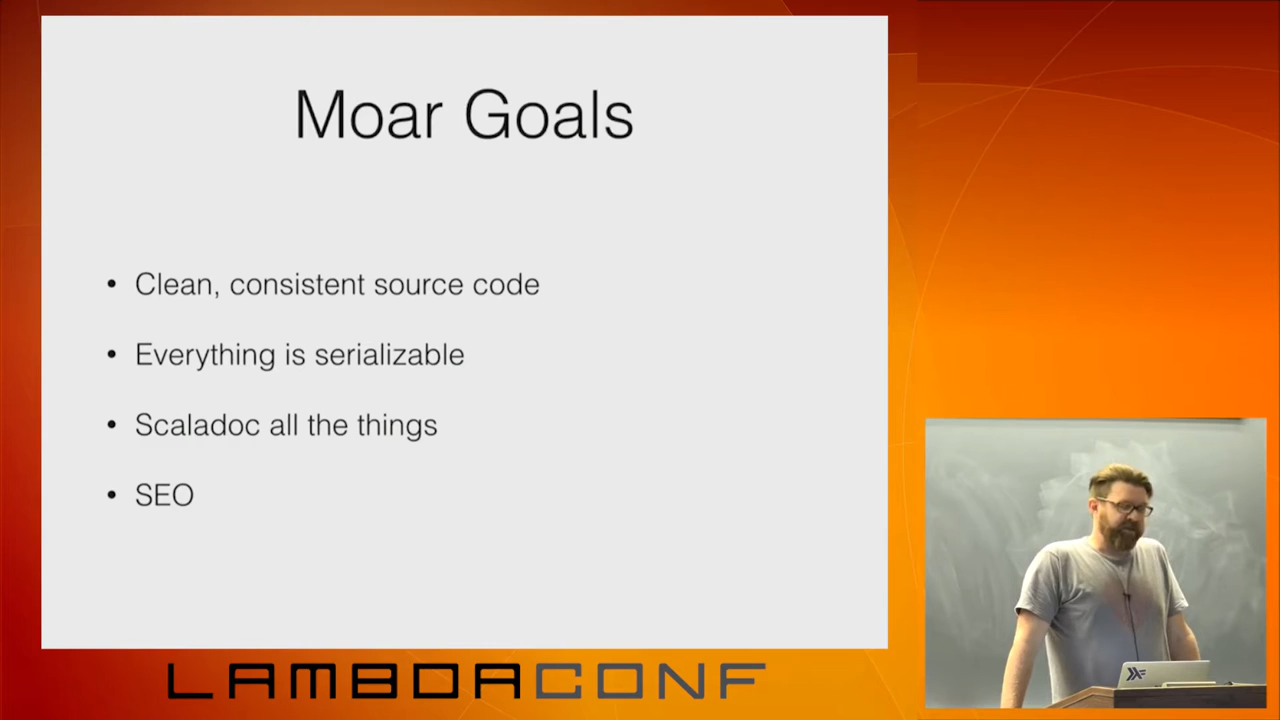 Moar Goals
• Clean, consistent source code
• Everything is serializable
• Scaladoc all the things
• SEO
LAMBDACONF